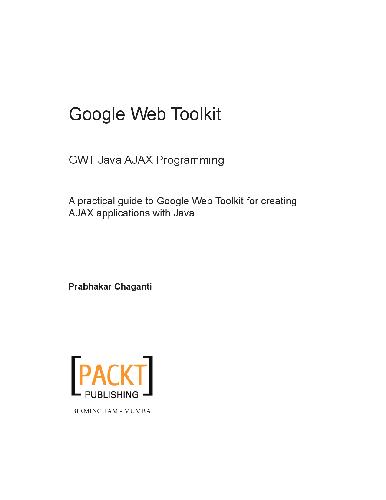 Google Web Toolkit
GWT Java AJAX Programming
A practical guide to Google Web Toolkit for creating
AJAX applications with Java
Prabhakar Chaganti
PACKT
PUBLISHING
BIRMINGHAM - MUMBAI